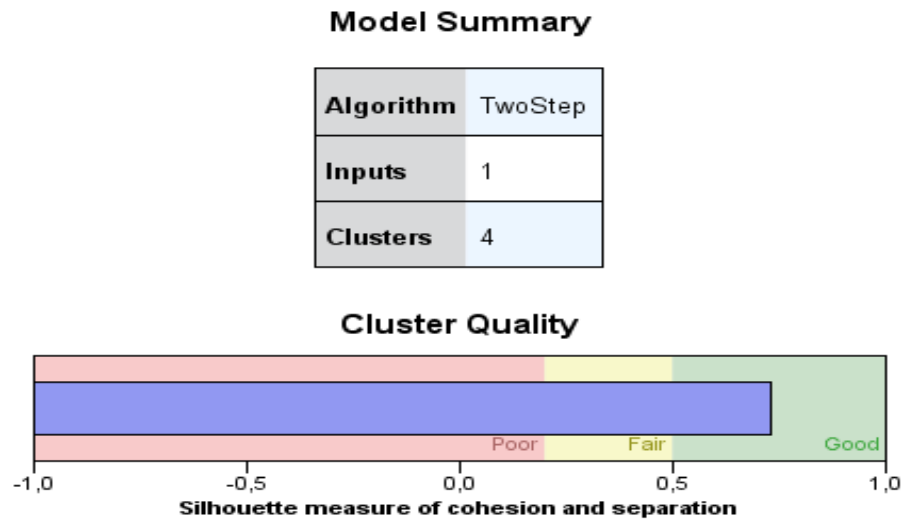 Model Summary
Algorithm TwoStep
Inputs 1
Clusters 4
Cluster Quality
Poor Fair Good
-1,0 -0,5 0,0 0,5 1,0
Silhouette measure of cohesion and separation